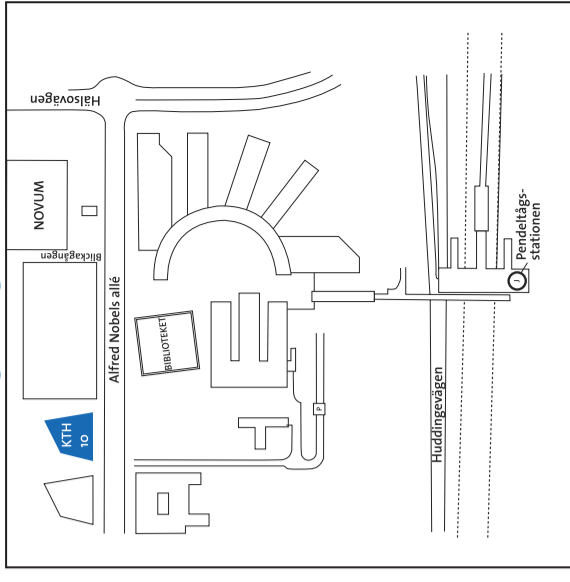 Hälsovägen
NOVUM
Blickagången
Alfred Nobels allé
BIBLIOTEKET
KTH
10
P
Huddingevägen
J
Pendeltågs-
stationen